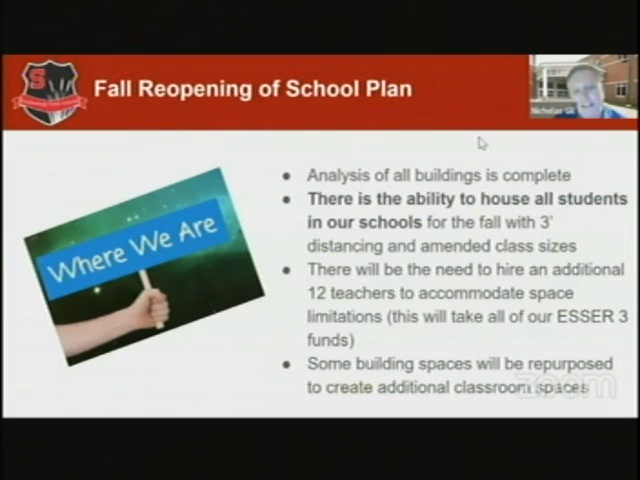 S
Fall Reopening of School Plan
Where We Are
● Analysis of all buildings is complete
● There is the ability to house all students
in our schools for the fall with 3'
distancing and amended class sizes
● There will be the need to hire an additional
12 teachers to accommodate space
limitations (this will take all of our ESSER 3
funds)
● Some building spaces will be repurposed
to create additional classroom spaces
zoom